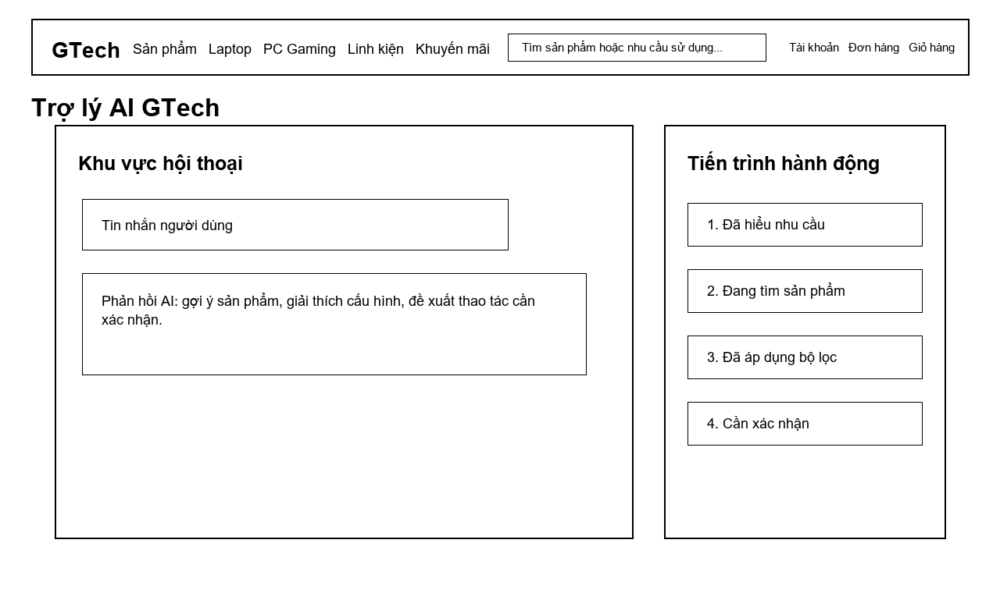 GTech Sản phẩm Laptop PC Gaming Linh kiện Khuyến mãi Tìm sản phẩm hoặc nhu cầu sử dụng... Tài khoản Đơn hàng Giỏ hàng
Trợ lý AI GTech
Khu vực hội thoại
Tin nhắn người dùng
Phản hồi AI: gợi ý sản phẩm, giải thích cấu hình, đề xuất thao tác cần
xác nhận.
Tiến trình hành động
1. Đã hiểu nhu cầu
2. Đang tìm sản phẩm
3. Đã áp dụng bộ lọc
4. Cần xác nhận